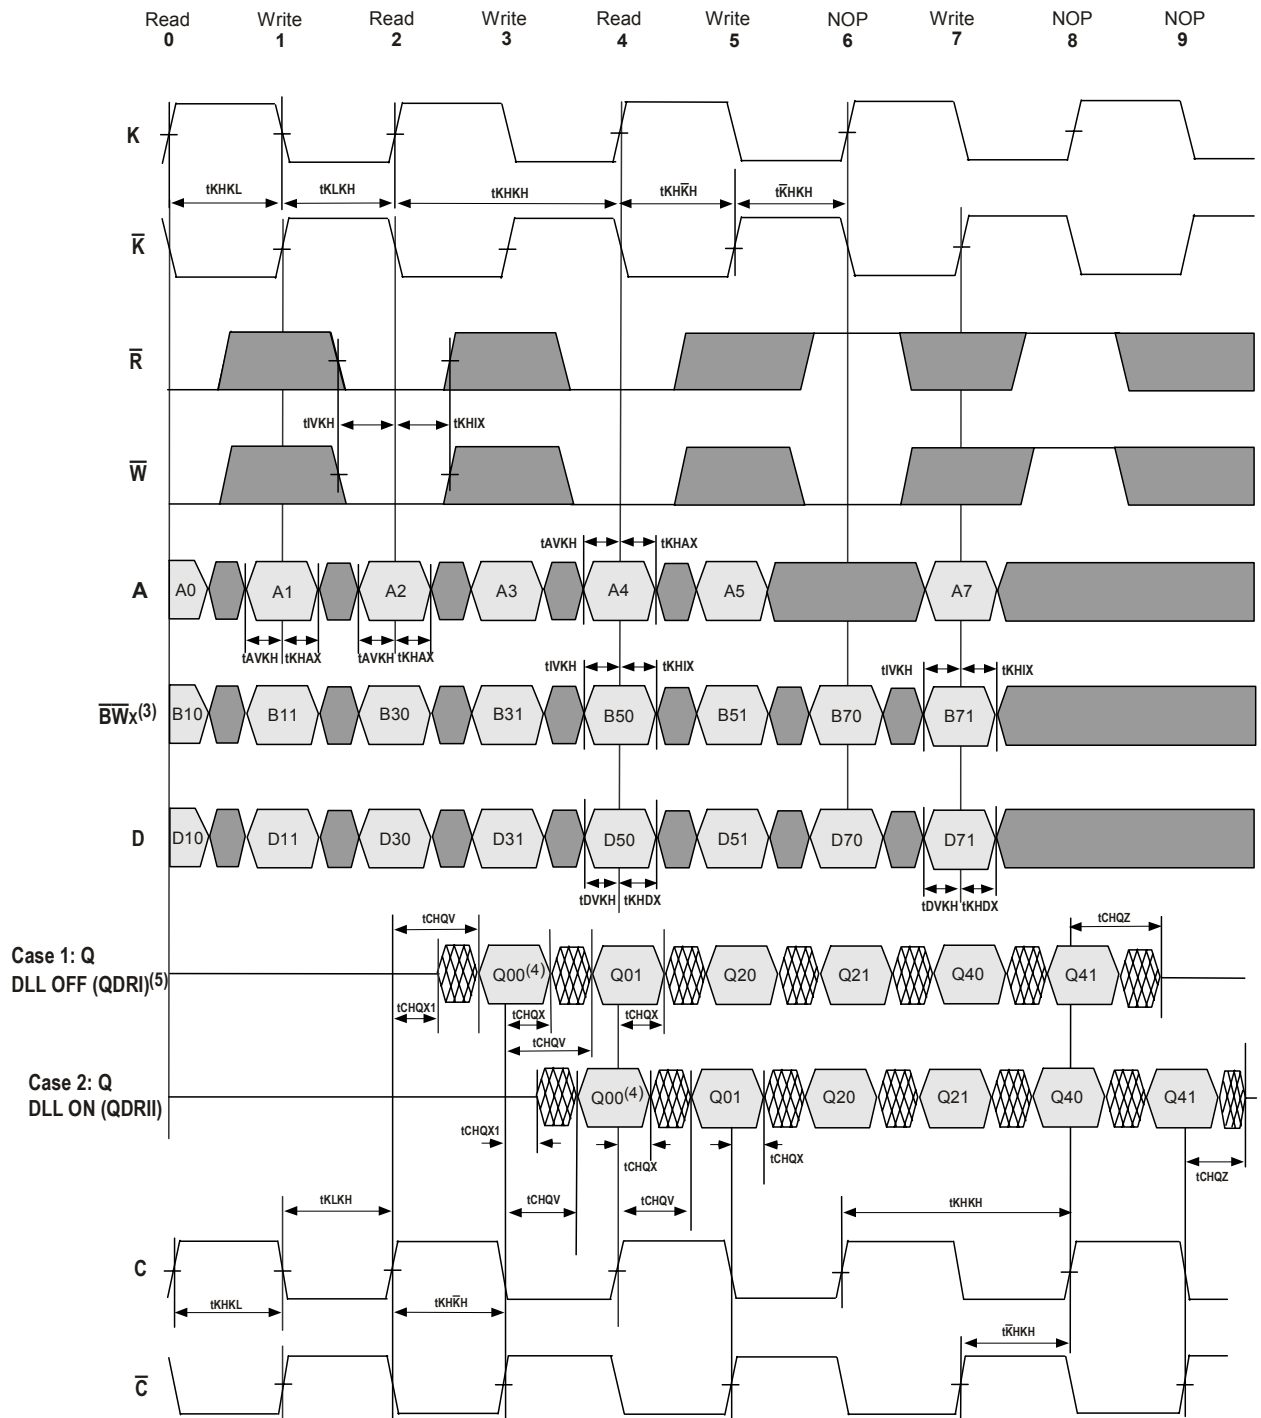 Read Write Read Write Read Write NOP Write NOP NOP
0 1 2 3 4 5 6 7 8 9
K
tKHKL tKLKH tKHKH tKHK̅H tK̅HKH
K̅
R̅
tIVKH tKHIX
W̅
tAVKH tKHAX
A A0 A1 A2 A3 A4 A5 A7
tAVKH tKHAX tAVKH tKHAX
tIVKH tKHIX tIVKH tKHIX
B̅W̅x(3) B10 B11 B30 B31 B50 B51 B70 B71
D D10 D11 D30 D31 D50 D51 D70 D71
tDVKH tKHDX tDVKH tKHDX
tCHQV tCHQZ
Case 1: Q
DLL OFF (QDRI)(5)
Q00(4) Q01 Q20 Q21 Q40 Q41
tCHQX1 tCHQX tCHQX
tCHQV
Case 2: Q
DLL ON (QDRII)
Q00(4) Q01 Q20 Q21 Q40 Q41
tCHQX1 tCHQX tCHQX tCHQZ
tCHQV tCHQV
tKLKH tKHKH
C
tKHKL tKHK̅H
tK̅HKH
C̅